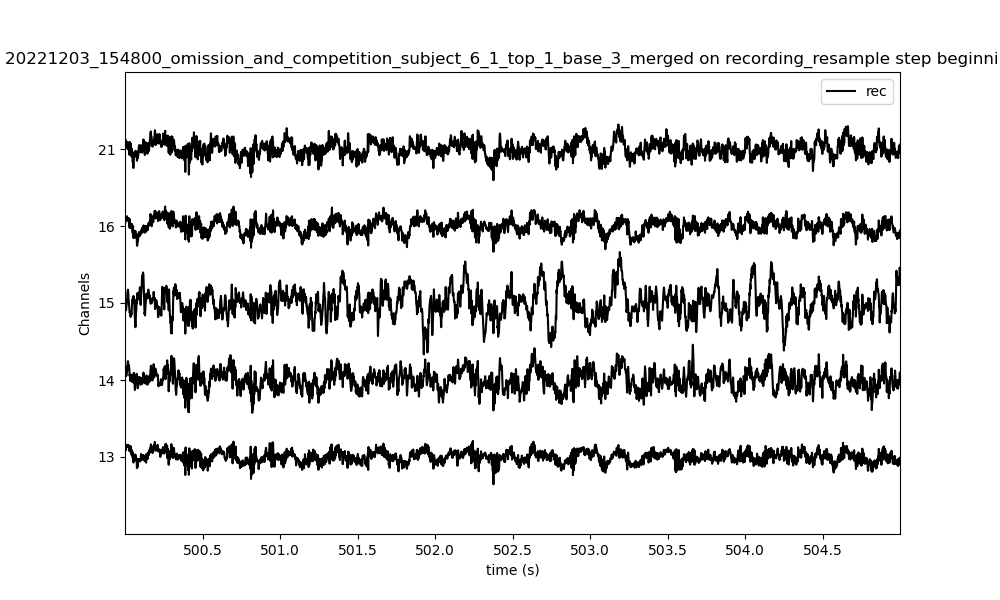 20221203_154800_omission_and_competition_subject_6_1_top_1_base_3_merged on recording_resample step beginni
rec
21
16
15
14
13
Channels
500.5 501.0 501.5 502.0 502.5 503.0 503.5 504.0 504.5
time (s)